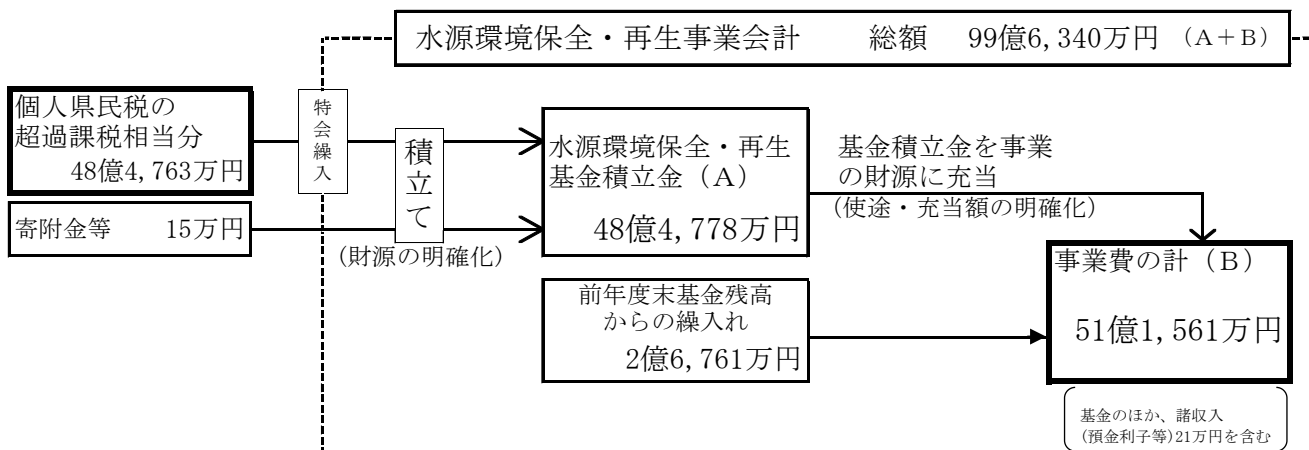 水源環境保全・再生事業会計　　総額　99億6,340万円（A＋B）
個人県民税の
超過課税相当分
48億4,763万円
寄附金等　　15万円
特会繰入
積立て
(財源の明確化)
水源環境保全・再生
基金積立金（A）
48億4,778万円
前年度末基金残高
からの繰入れ
2億6,761万円
基金積立金を事業
の財源に充当
(使途・充当額の明確化)
事業費の計（B）
51億1,561万円
基金のほか、諸収入
(預金利子等)21万円を含む